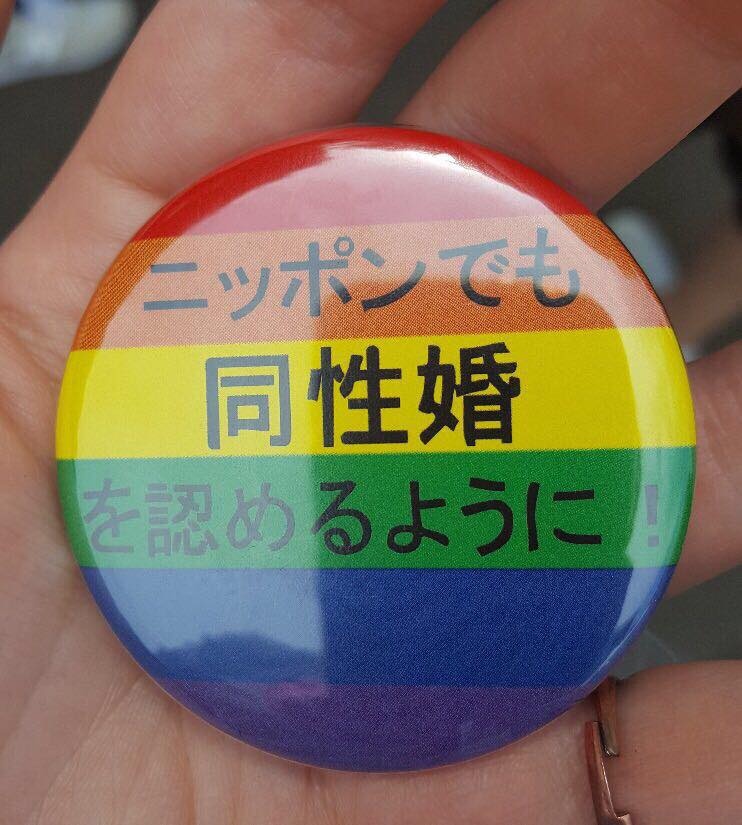 ニッポンでも
同性婚
を認めるように！